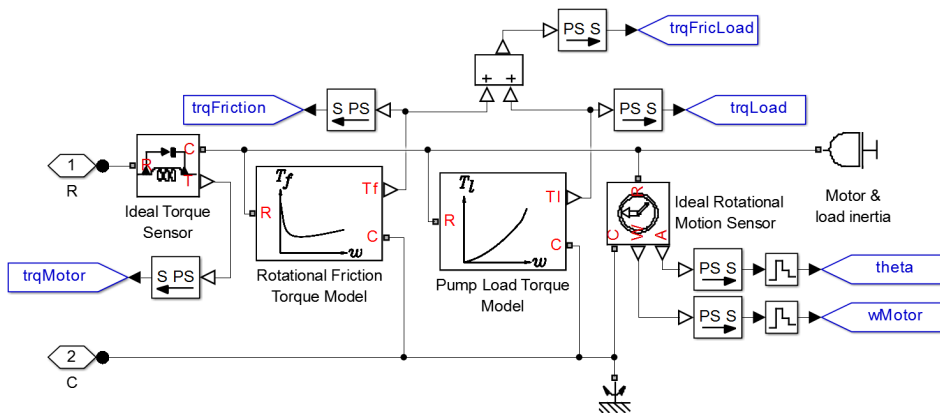 PS S
trqFricLoad
+ +
trqFriction
S PS
PS S
trqLoad
1
R
R
C
T
Ideal Torque
Sensor
Tf
R
Tf
C
w
Rotational Friction
Torque Model
Tl
R
Tl
C
w
Pump Load Torque
Model
R
C
W
A
Ideal Rotational
Motion Sensor
Motor &
load inertia
trqMotor
S PS
PS S
theta
PS S
wMotor
2
C